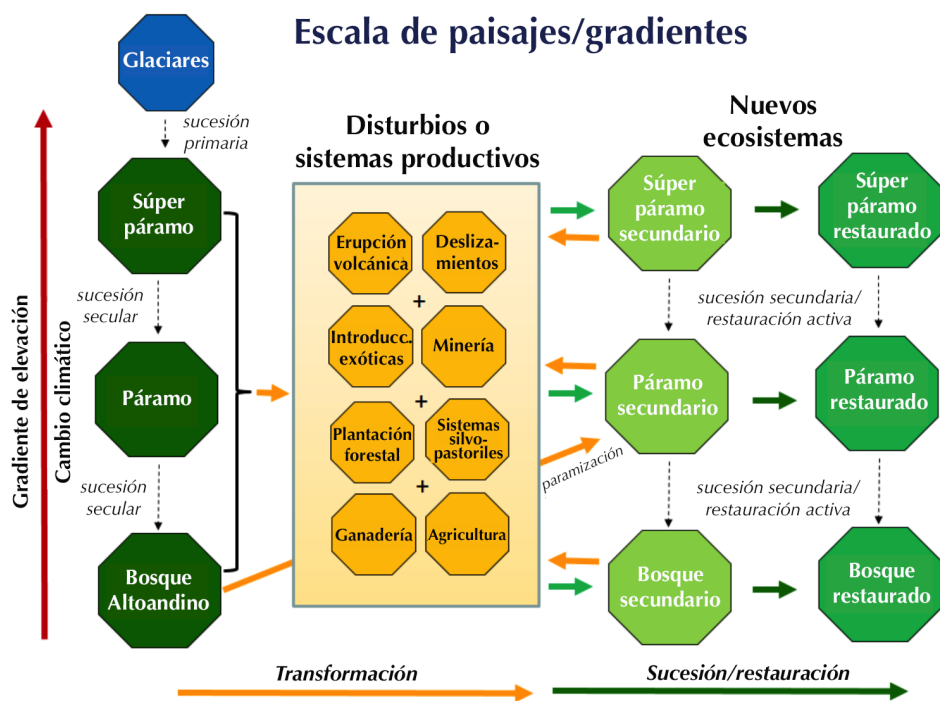 Escala de paisajes/gradientes
Glaciares
sucesión
primaria
Súper
páramo
sucesión
secular
Páramo
sucesión
secular
Bosque
Altoandino
Gradiente de elevación
Cambio climático
Disturbios o
sistemas productivos
Erupción
volcánica
Desliza-
mientos
+
Introducc.
exóticas
Minería
+
Plantación
forestal
Sistemas
silvo-
pastoriles
+
Ganadería
Agricultura
paramización
Nuevos
ecosistemas
Súper
páramo
secundario
Súper
páramo
restaurado
sucesión secundaria/
restauración activa
Páramo
secundario
Páramo
restaurado
sucesión secundaria/
restauración activa
Bosque
secundario
Bosque
restaurado
Transformación
Sucesión/restauración